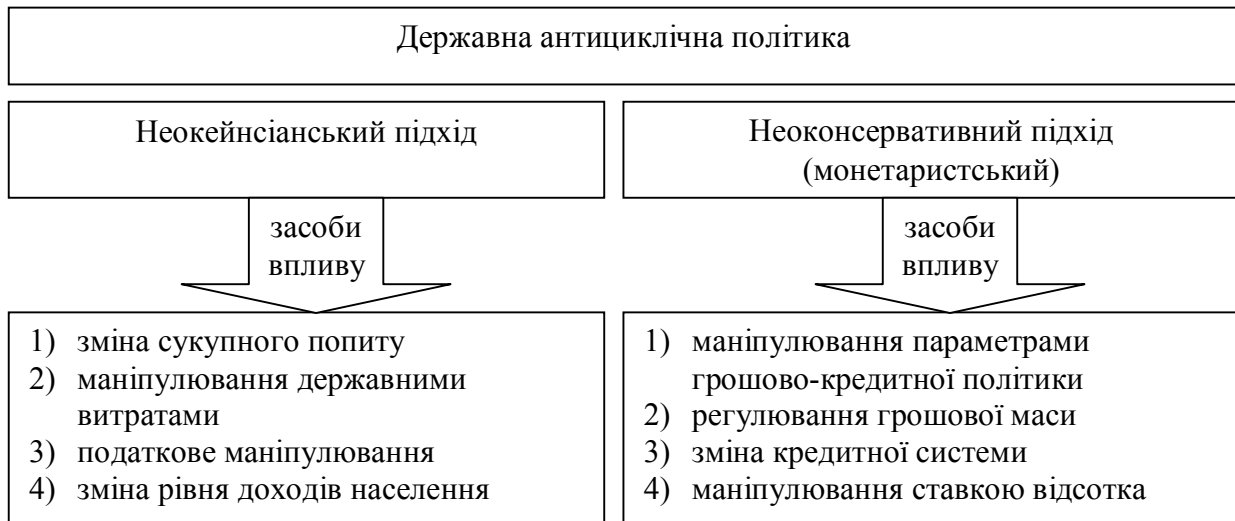 Державна антициклічна політика
Неокейнсіанський підхід
засоби
впливу
1) зміна сукупного попиту
2) маніпулювання державними
витратами
3) податкове маніпулювання
4) зміна рівня доходів населення
Неоконсервативний підхід
(монетаристський)
засоби
впливу
1) маніпулювання параметрами
грошово-кредитної політики
2) регулювання грошової маси
3) зміна кредитної системи
4) маніпулювання ставкою відсотка